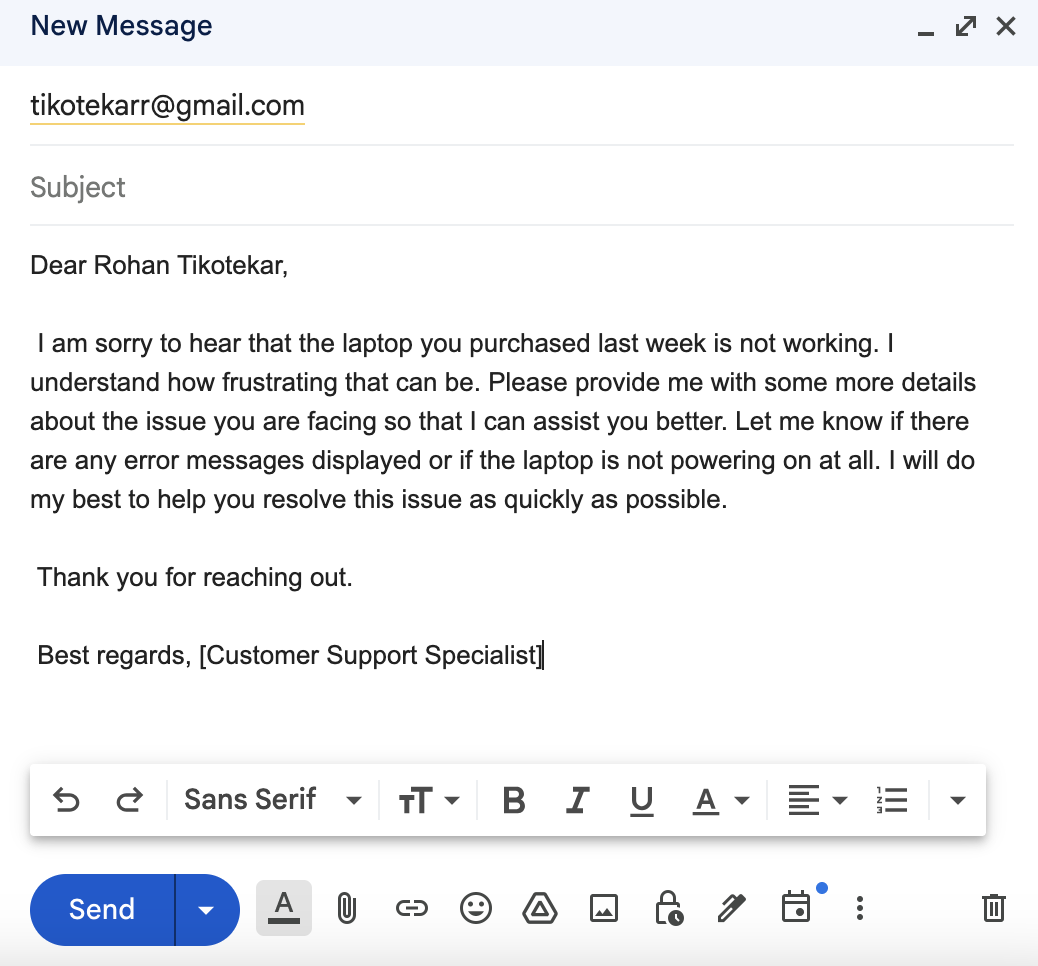 New Message
tikotekarr@gmail.com
Subject
Dear Rohan Tikotekar,
I am sorry to hear that the laptop you purchased last week is not working. I
understand how frustrating that can be. Please provide me with some more details
about the issue you are facing so that I can assist you better. Let me know if there
are any error messages displayed or if the laptop is not powering on at all. I will do
my best to help you resolve this issue as quickly as possible.
Thank you for reaching out.
Best regards, [Customer Support Specialist]
Sans Serif
Send